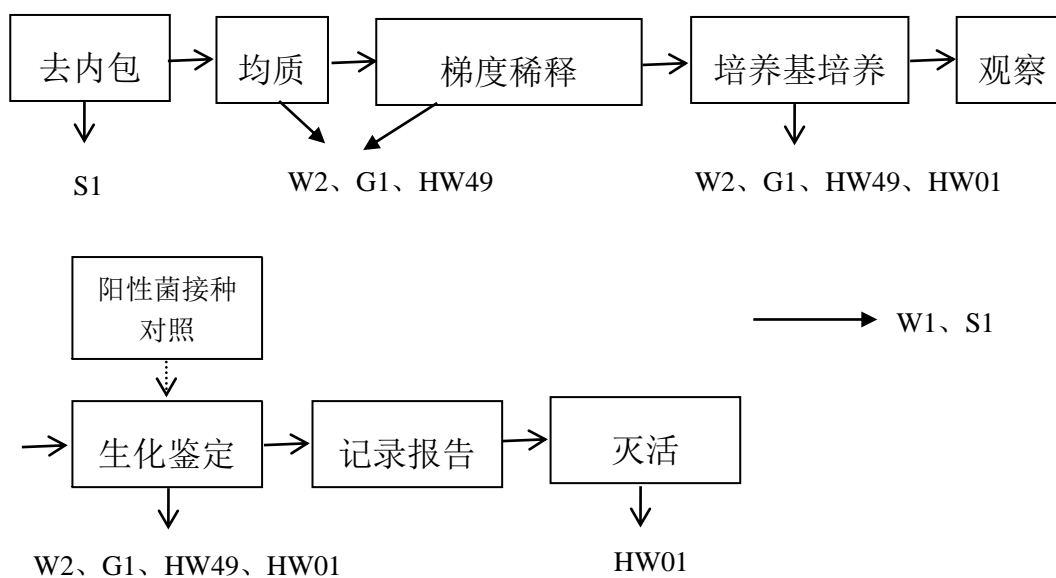 去内包
均质
梯度稀释
培养基培养
观察
S1
W2、G1、HW49
W2、G1、HW49、HW01
阳性菌接种
对照
W1、S1
生化鉴定
记录报告
灭活
W2、G1、HW49、HW01
HW01